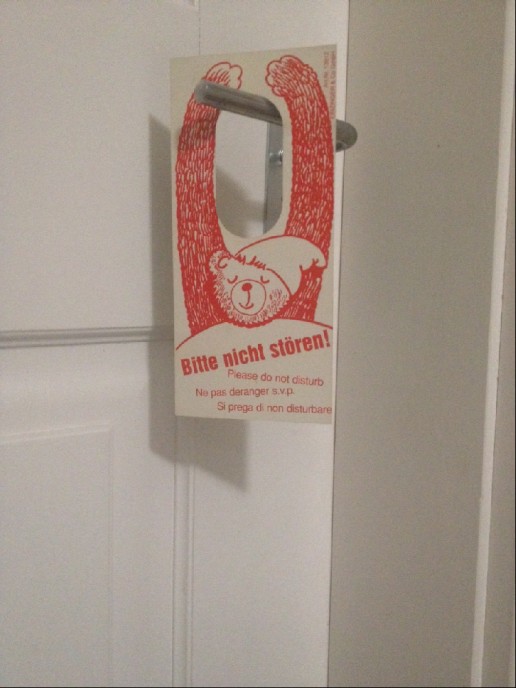 Bitte nicht stören!
Please do not disturb
Ne pas deranger s.v.p.
Si prega di non disturbare